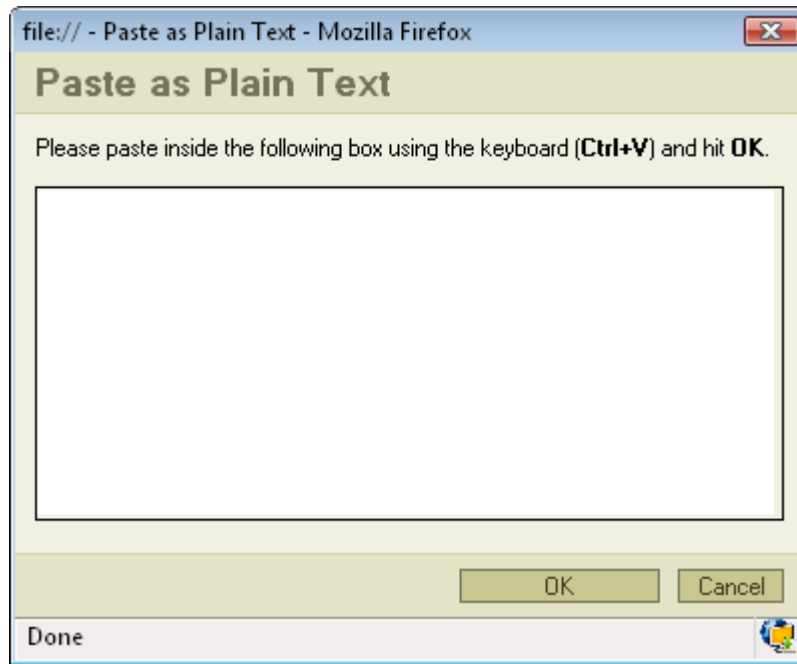 file:// - Paste as Plain Text - Mozilla Firefox
Paste as Plain Text
Please paste inside the following box using the keyboard (Ctrl+V) and hit OK.
OK Cancel
Done